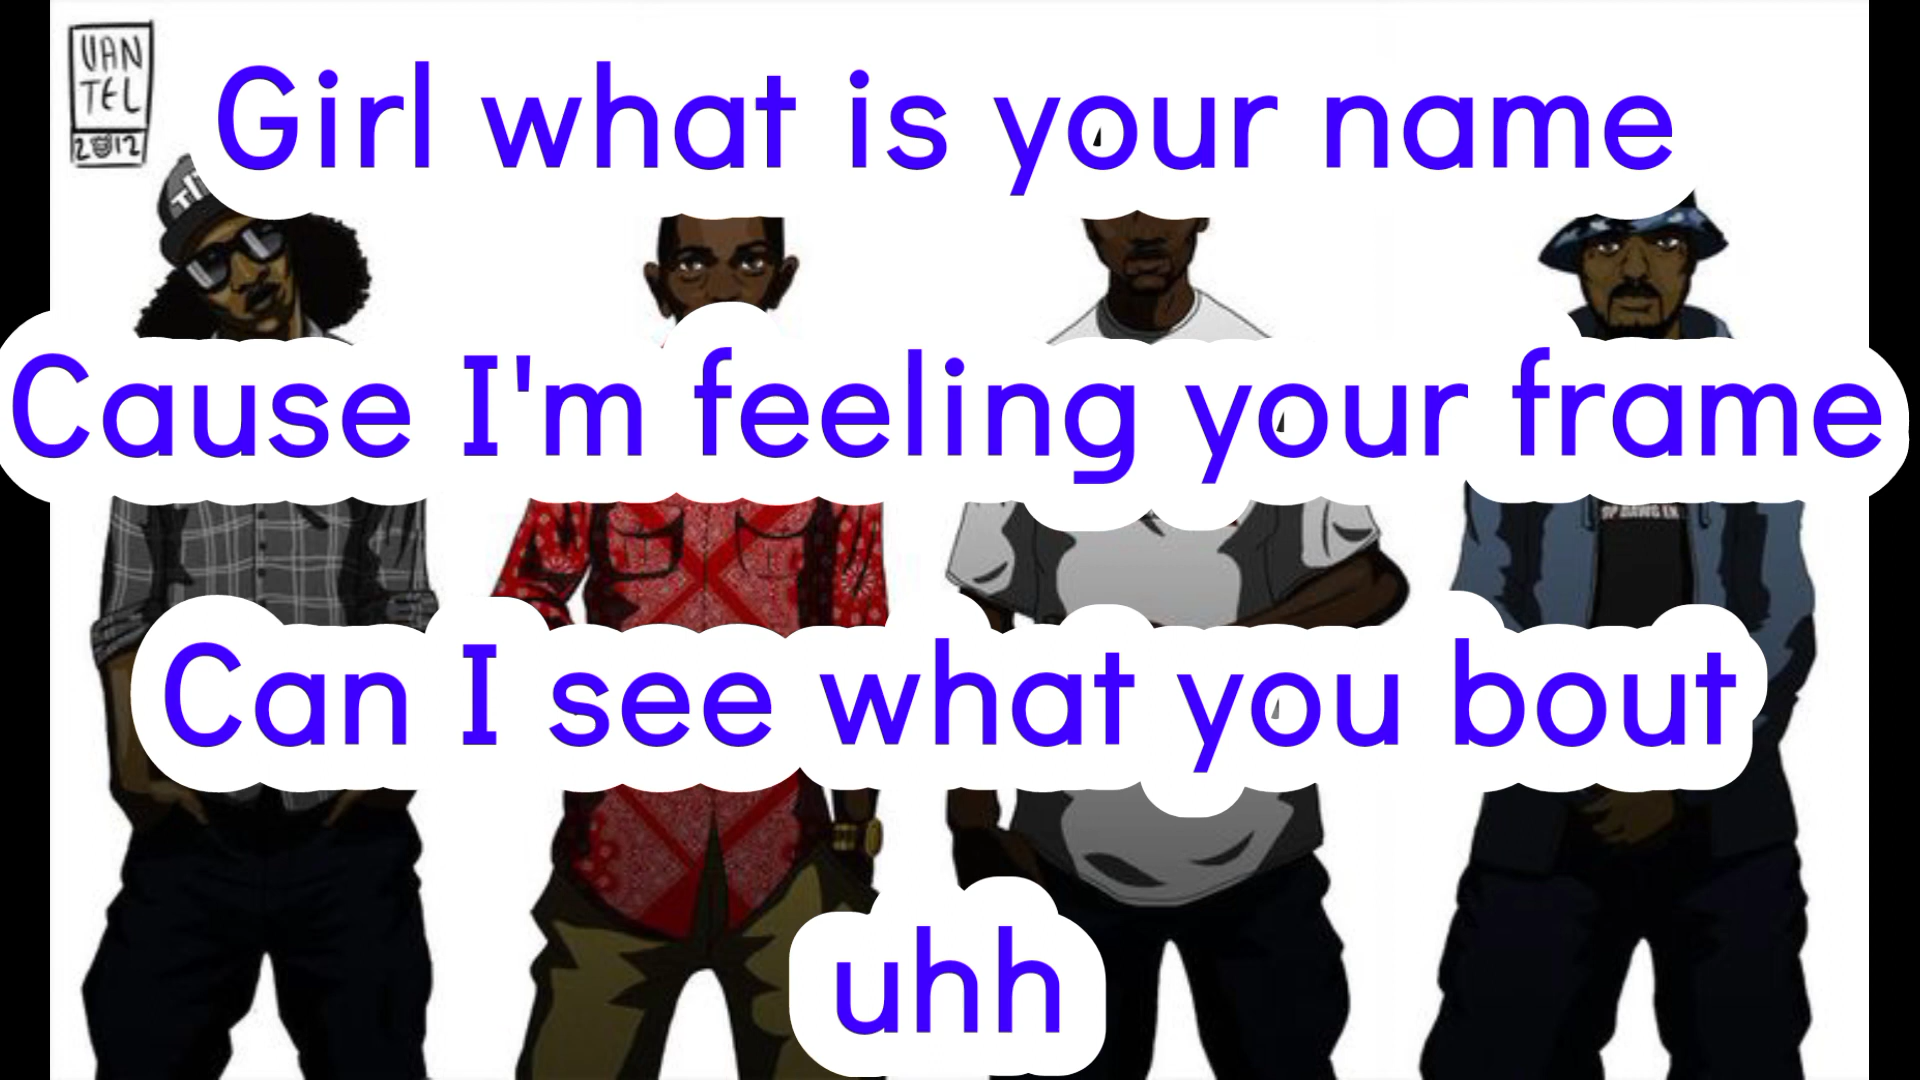 VAN
TEL
2012
Girl what is your name
Cause I'm feeling your frame
Can I see what you bout
uhh